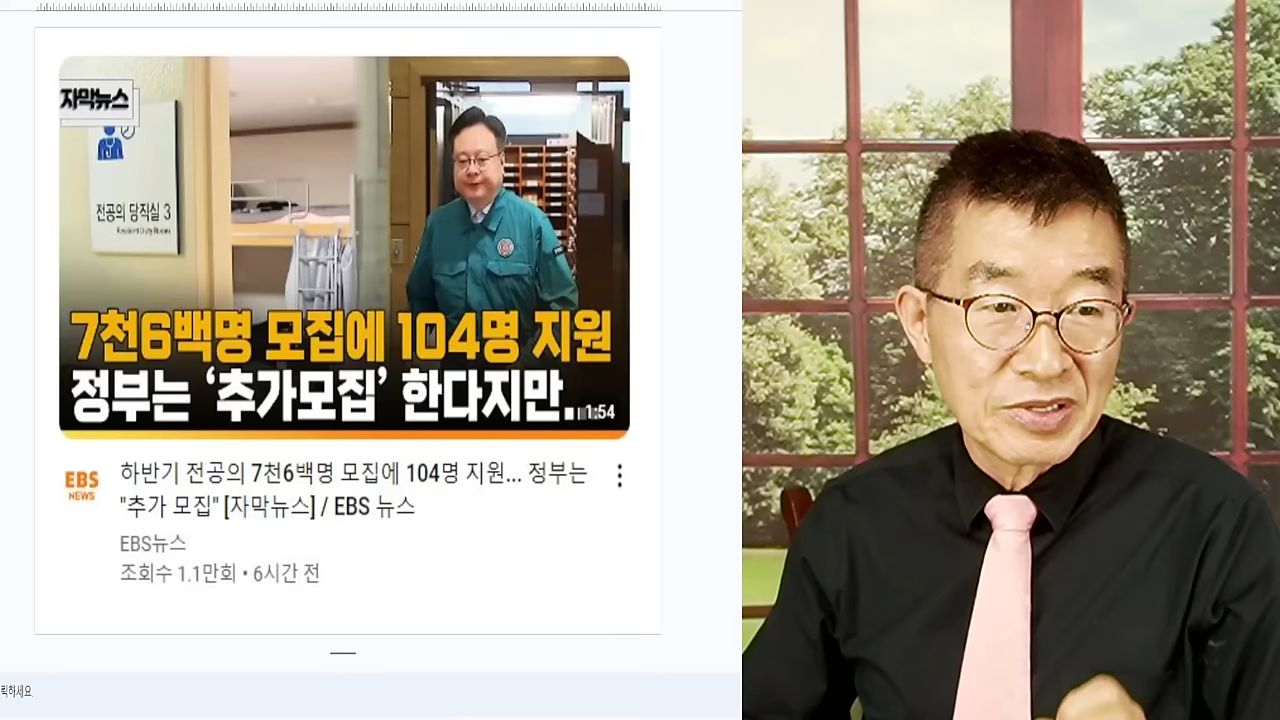 자막뉴스
전공의 당직실 3
Resident Duty Room
7천6백명 모집에 104명 지원
정부는 ‘추가모집’ 한다지만...
1:54
EBS
NEWS
하반기 전공의 7천6백명 모집에 104명 지원... 정부는
"추가 모집" [자막뉴스] / EBS 뉴스
EBS뉴스
조회수 1.1만회 • 6시간 전
릭하세요.